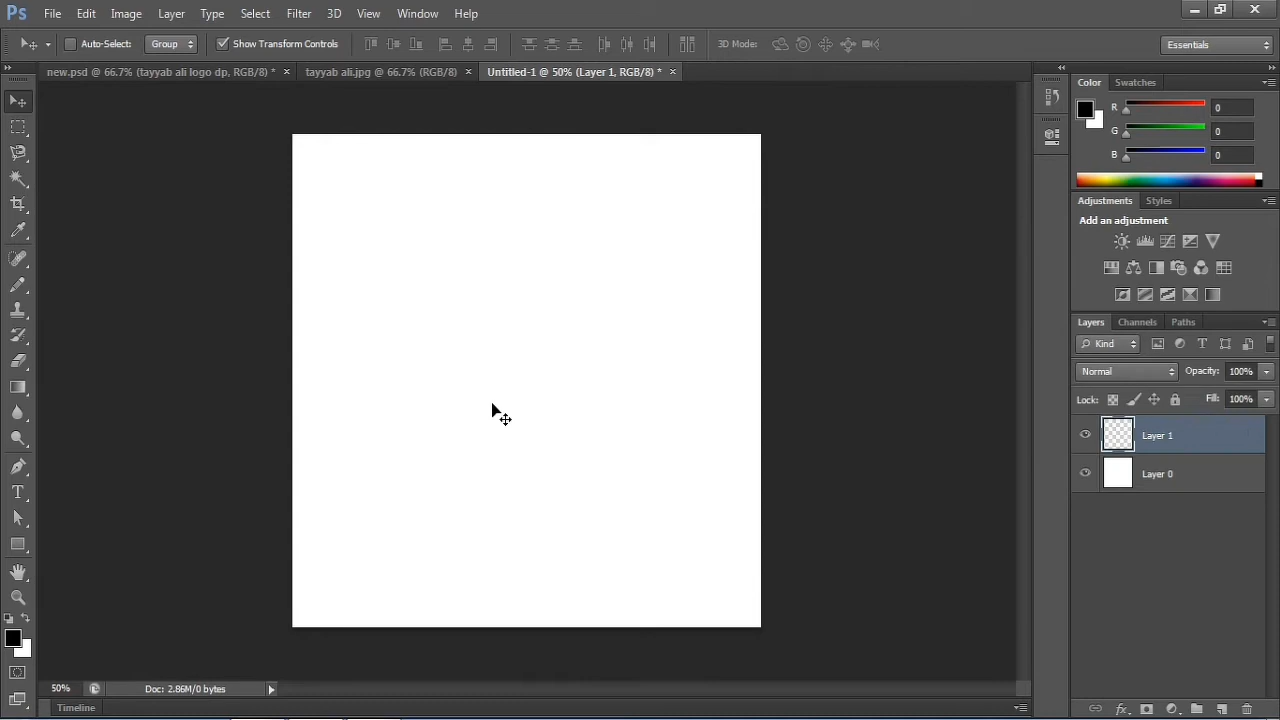 Ps File Edit Image Layer Type Select Filter 3D View Window Help
Auto-Select: Group Show Transform Controls 3D Mode: Essentials
new.psd @ 66.7% (tayyab ali logo dp, RGB/8) * tayyab ali.jpg @ 66.7% (RGB/8) Untitled-1 @ 50% (Layer 1, RGB/8) *
Color Swatches
R 0
G 0
B 0
Adjustments Styles
Add an adjustment
Layers Channels Paths
Kind
Normal Opacity: 100%
Lock: Fill: 100%
Layer 1
Layer 0
50% Doc: 2.86M/0 bytes
Timeline